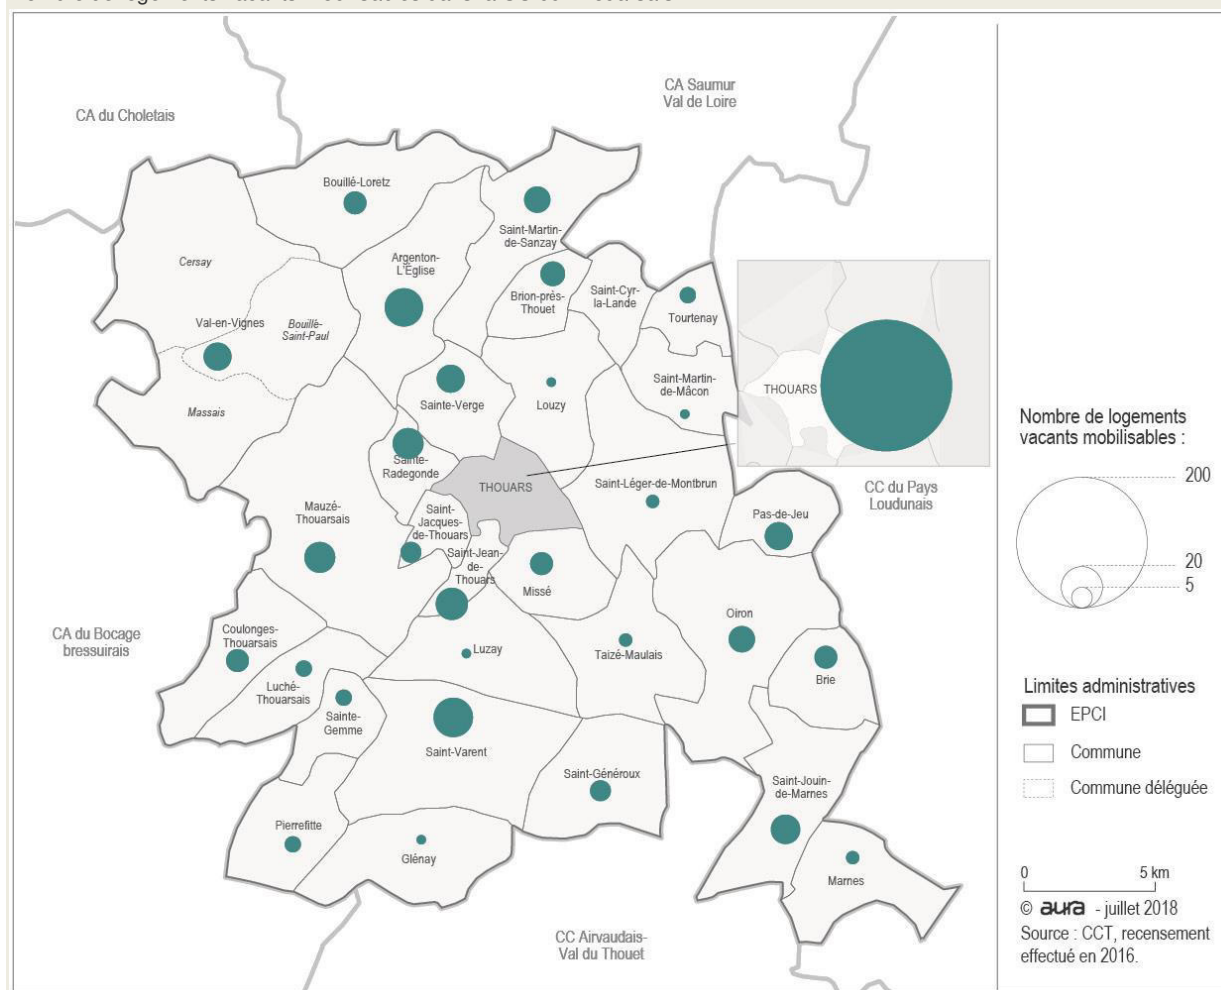 CA Saumur
Val de Loire
CA du Choletais
Bouillé-Loretz
Saint-Martin-
de-Sanzay
Cersay
Argenton-
L'Église
Brion-près-
Thouet
Saint-Cyr-
la-Lande
Tourtenay
Val-en-Vignes
Bouillé-
Saint-Paul
Massais
Sainte-Verge
Louzy
Saint-Martin-
de-Mâcon
THOUARS
Sainte-
Radegonde
THOUARS
Saint-Léger-de-Montbrun
CC du Pays
Loudunais
Mauzé-
Thouarsais
Saint-
Jacques-
de-Thouars
Pas-de-Jeu
Saint-Jean-
de-
Thouars
Missé
CA du Bocage
bressuirais
Coulonges-
Thouarsais
Luzay
Taizé-Maulais
Oiron
Brie
Luché-
Thouarsais
Sainte-
Gemme
Saint-Varent
Saint-Généroux
Saint-Jouin-
de-Marnes
Pierrefitte
Glénay
Marnes
CC Airvaudais-
Val du Thouet
Nombre de logements
vacants mobilisables :
200
20
5
Limites administratives
EPCI
Commune
Commune déléguée
0 5 km
© aura - juillet 2018
Source : CCT, recensement
effectué en 2016.